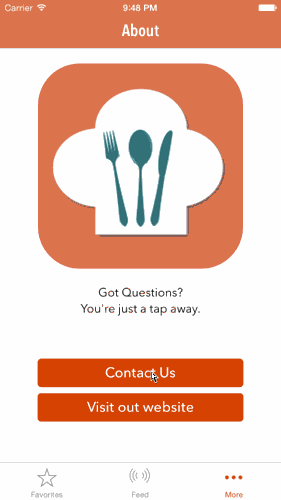 Carrier 9:48 PM
About
Got Questions?
You're just a tap away.
Contact Us
Visit out website
Favorites Feed More